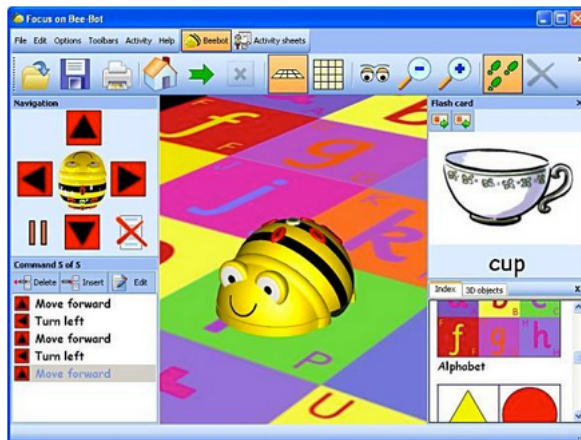 Focus on Bee-Bot
File Edit Options Toolbars Activity Help Beebot Activity sheets
Navigation
Command 5 of 5
Delete Insert Edit
Move forward
Turn left
Move forward
Turn left
Move forward
f
g
j
k
P
U
Flash card
cup
Index 3D objects
f g h
Alphabet